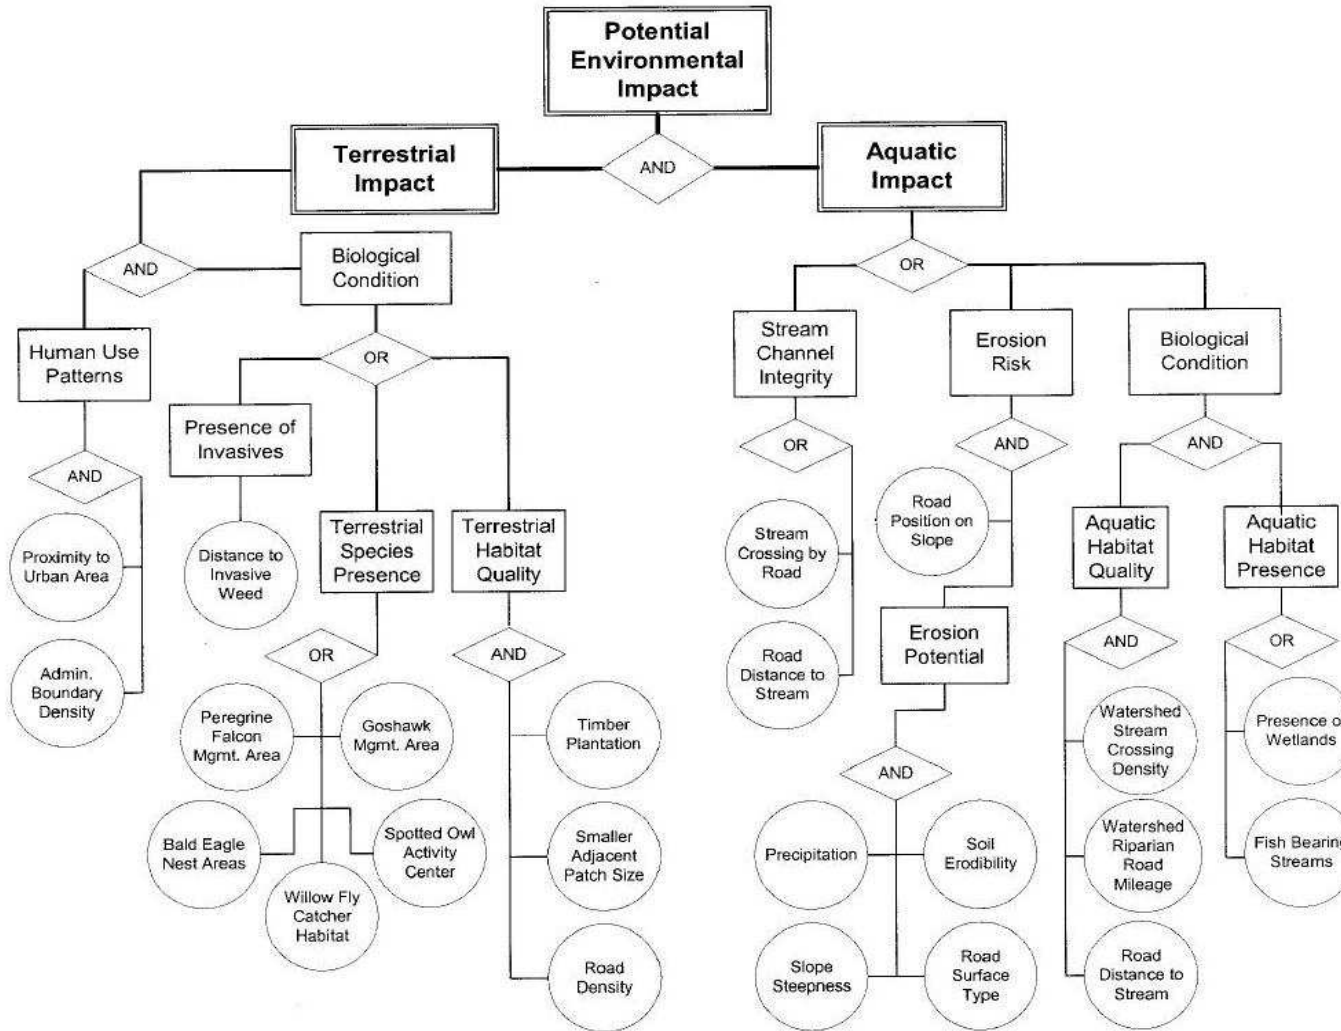 Potential
Environmental
Impact
Terrestrial
Impact
AND
Aquatic
Impact
AND
Biological
Condition
OR
Human Use
Patterns
OR
Stream
Channel
Integrity
Erosion
Risk
Biological
Condition
Presence of
Invasives
AND
OR
AND
AND
Proximity to
Urban Area
Distance to
Invasive
Weed
Terrestrial
Species
Presence
Terrestrial
Habitat
Quality
Stream
Crossing by
Road
Road
Position on
Slope
Aquatic
Habitat
Quality
Aquatic
Habitat
Presence
Admin.
Boundary
Density
OR
AND
Road
Distance to
Stream
Erosion
Potential
AND
OR
Peregrine
Falcon
Mgmt. Area
Goshawk
Mgmt. Area
Timber
Plantation
AND
Watershed
Stream
Crossing
Density
Presence o
Wetlands
Bald Eagle
Nest Areas
Spotted Owl
Activity
Center
Smaller
Adjacent
Patch Size
Precipitation
Soil
Erodibility
Watershed
Riparian
Road
Mileage
Fish Bearing
Streams
Willow Fly
Catcher
Habitat
Road
Density
Slope
Steepness
Road
Surface
Type
Road
Distance to
Stream